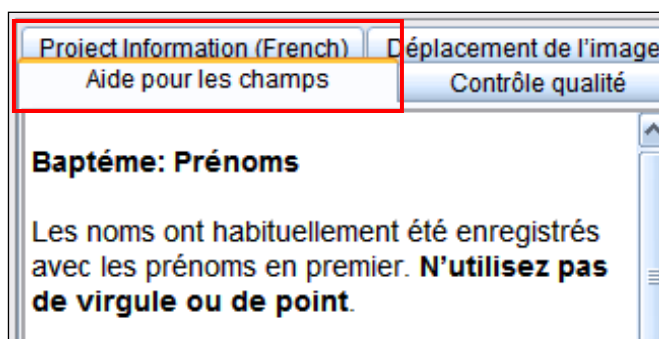 Project Information (French) Déplacement de l'image
Aide pour les champs Contrôle qualité
Baptéme: Prénoms
Les noms ont habituellement été enregistrés
avec les prénoms en premier. N'utilisez pas
de virgule ou de point.